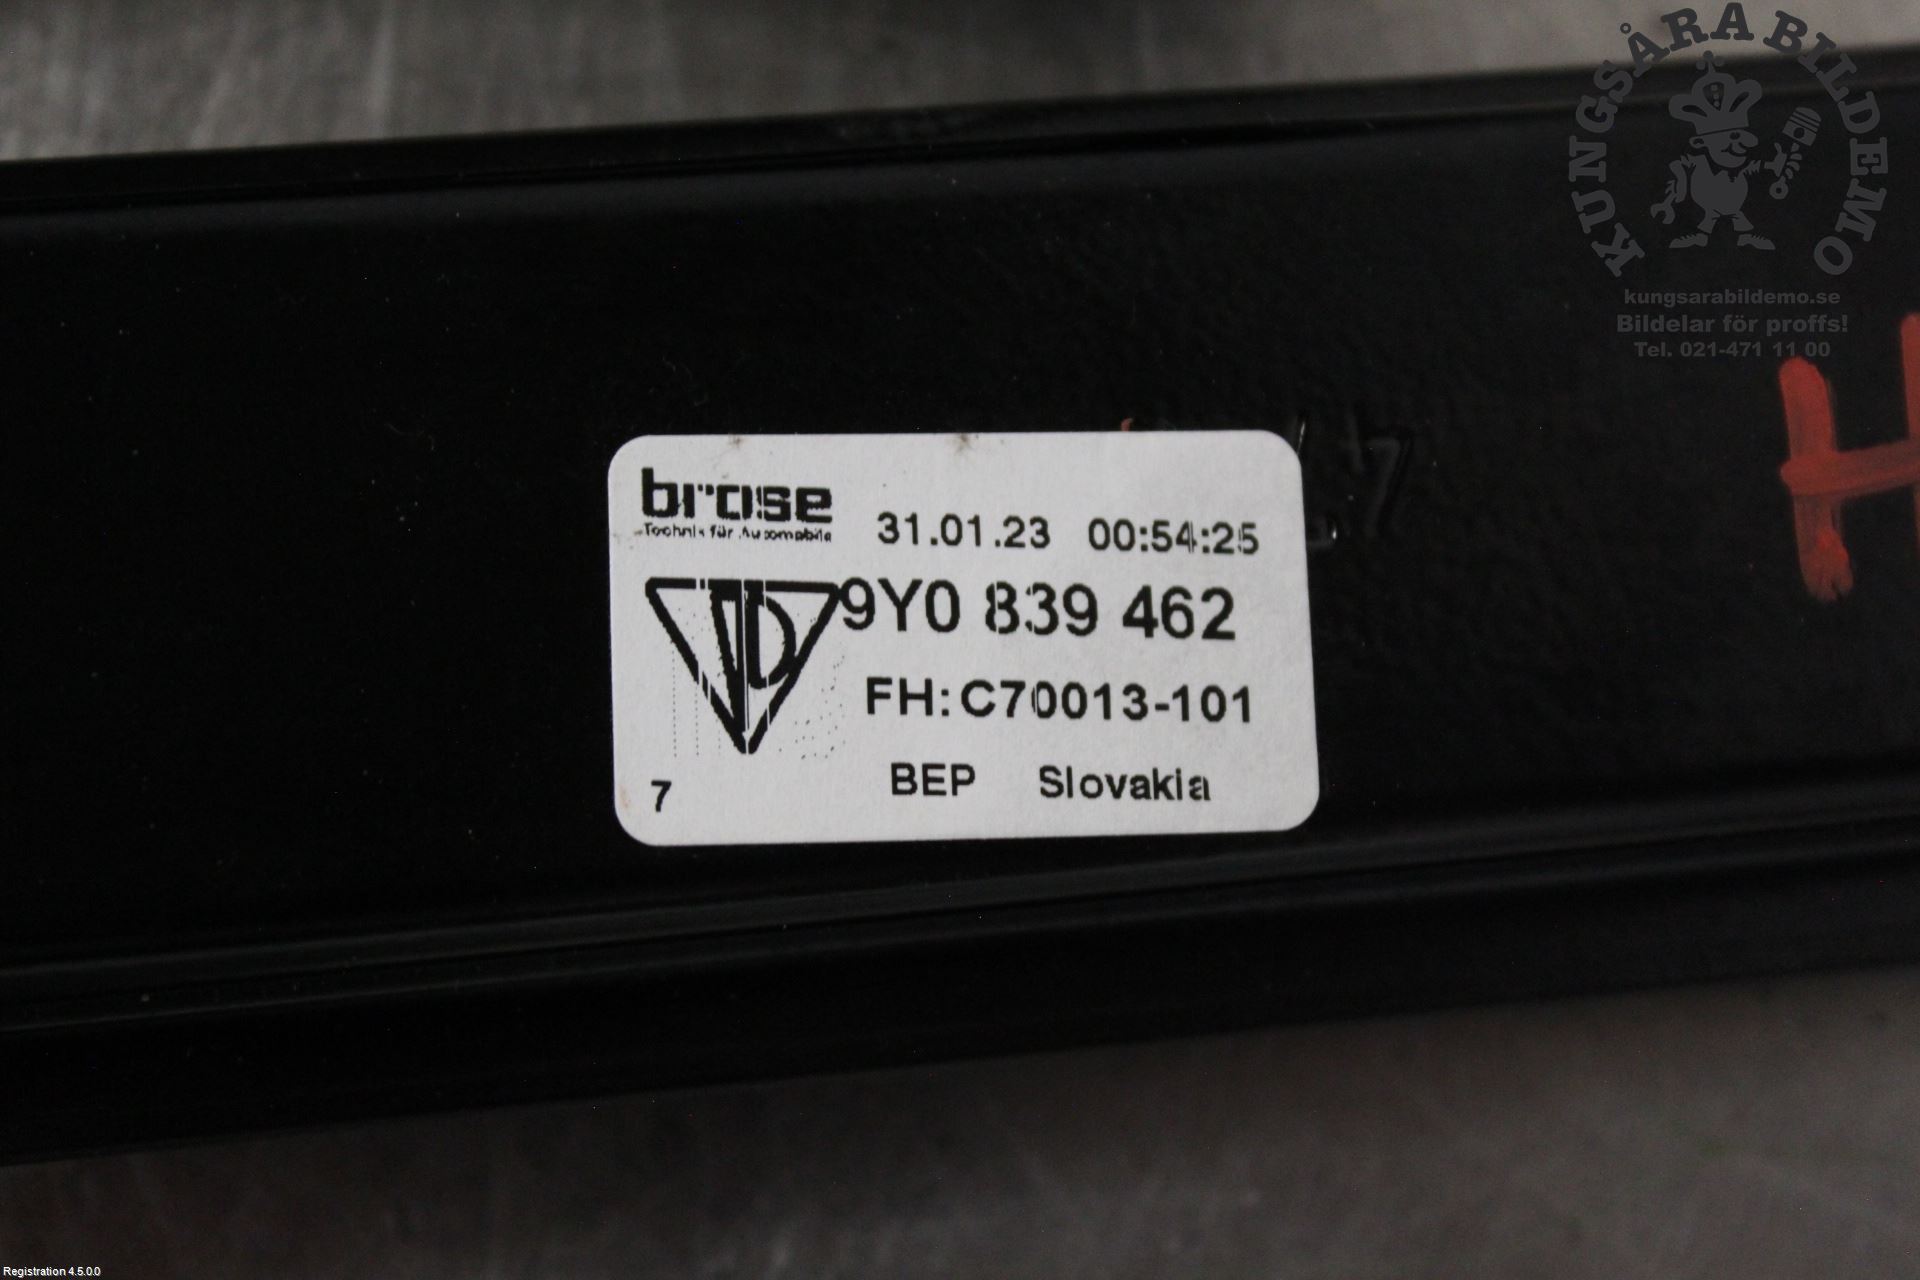 KUNGSÅRA BILDEMO
kungsarabildemo.se
Bildelar för proffs!
Tel. 021-471 11 00
H
brose
Technik für Automobile
31.01.23 00:54:25
9Y0 839 462
FH:C70013-101
BEP Slovakia
7
Registration 4.5.0.0